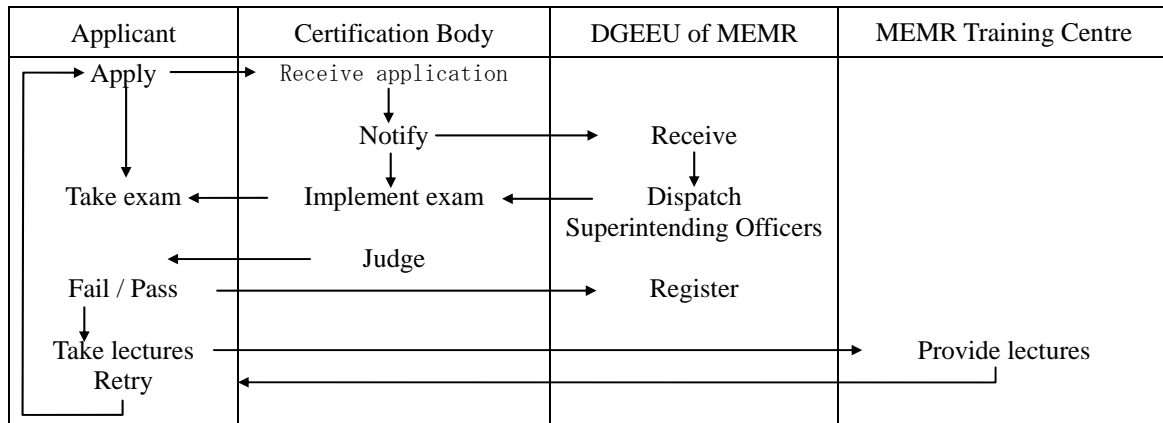 Applicant Certification Body DGEEU of MEMR MEMR Training Centre
Apply Receive application
Notify Receive
Take exam Implement exam Dispatch
Superintending Officers
Judge
Fail / Pass Register
Take lectures Provide lectures
Retry